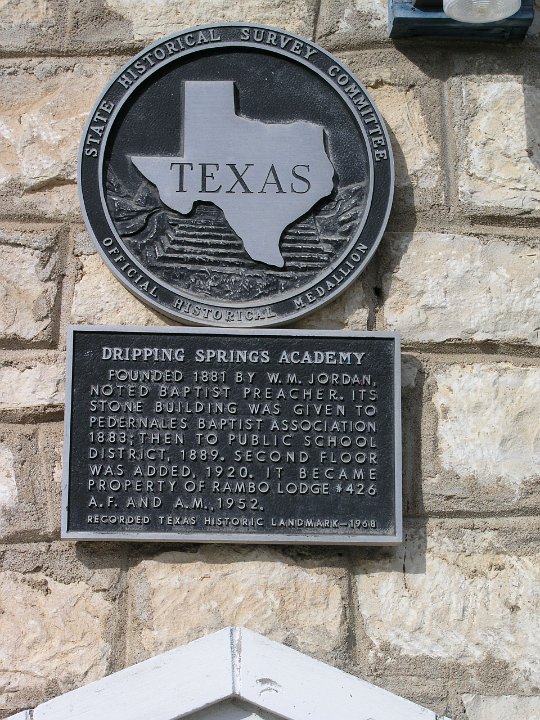 STATE HISTORICAL SURVEY COMMITTEE
TEXAS
OFFICIAL HISTORICAL MEDALLION
DRIPPING SPRINGS ACADEMY
FOUNDED 1881 BY W.M. JORDAN,
NOTED BAPTIST PREACHER. ITS
STONE BUILDING WAS GIVEN TO
PEDERNALES BAPTIST ASSOCIATION
1883; THEN TO PUBLIC SCHOOL
DISTRICT, 1889. SECOND FLOOR
WAS ADDED, 1920. IT BECAME
PROPERTY OF RAMBO LODGE #426
A.F. AND A.M., 1952.
RECORDED TEXAS HISTORIC LANDMARK—1968